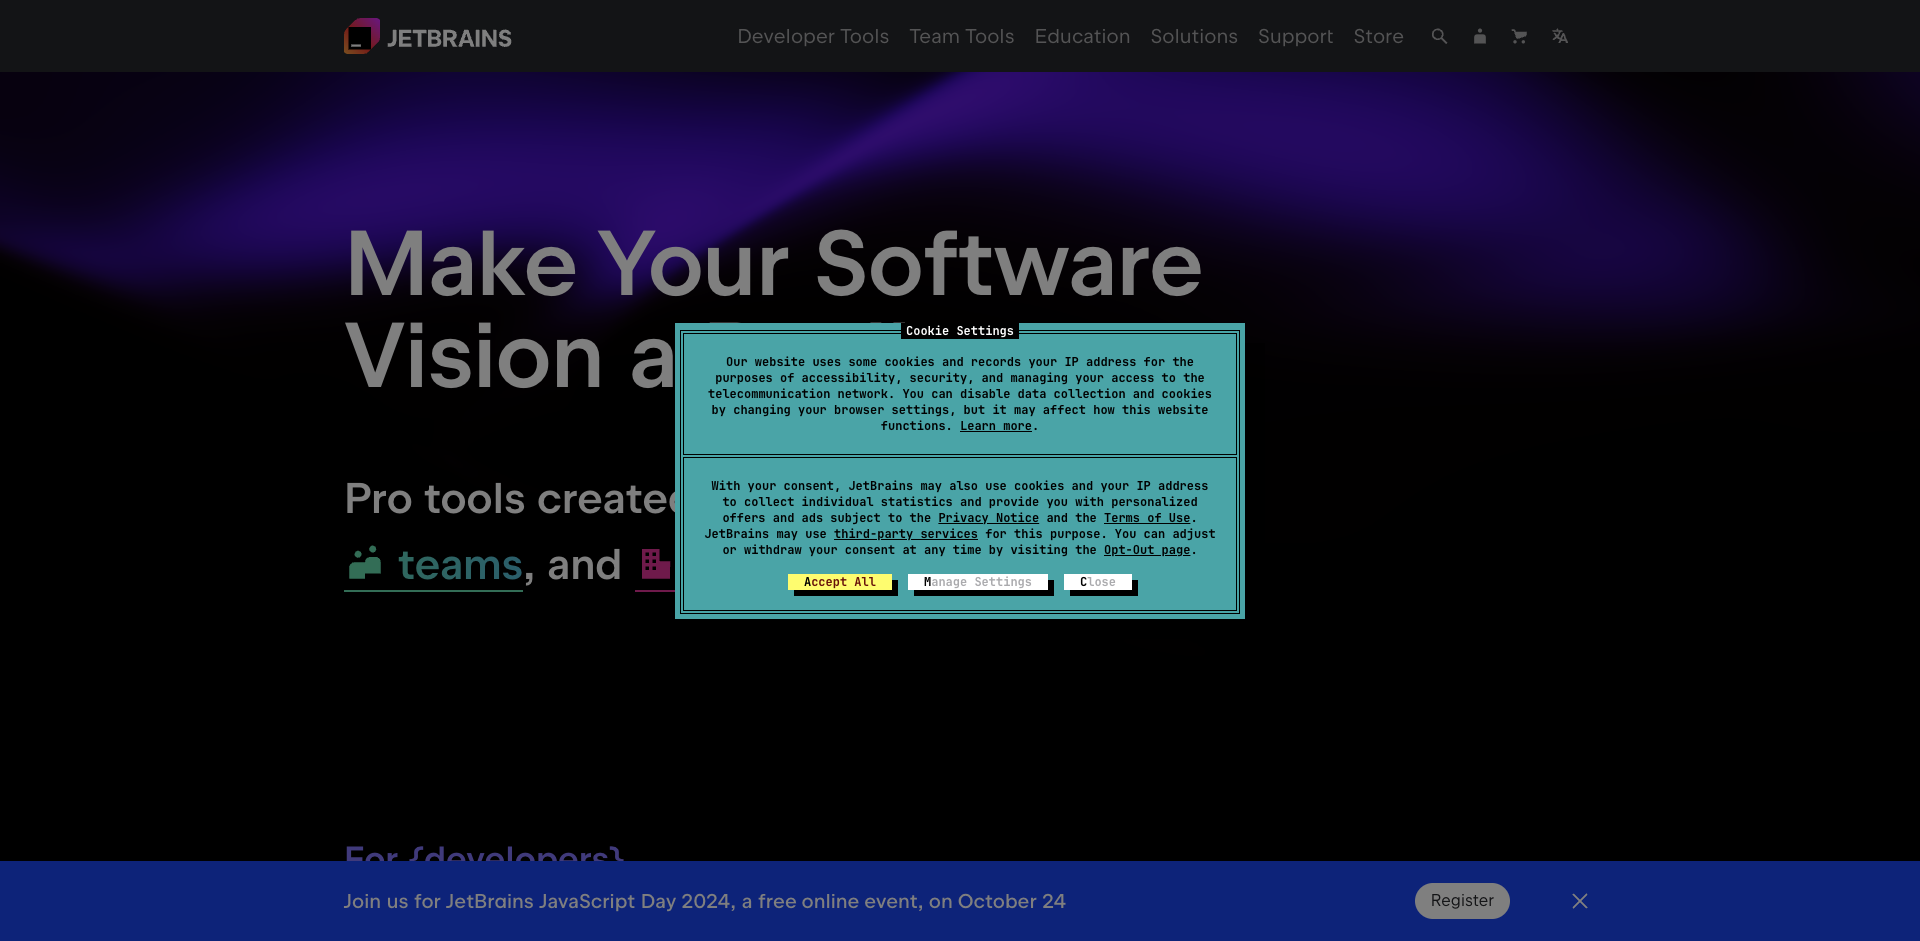 JETBRAINS
Developer Tools Team Tools Education Solutions Support Store
Make Your Software
Vision a
Cookie Settings
Our website uses some cookies and records your IP address for the
purposes of accessibility, security, and managing your access to the
telecommunication network. You can disable data collection and cookies
by changing your browser settings, but it may affect how this website
functions. Learn more.
Pro tools created
With your consent, JetBrains may also use cookies and your IP address
to collect individual statistics and provide you with personalized
offers and ads subject to the Privacy Notice and the Terms of Use.
JetBrains may use third-party services for this purpose. You can adjust
or withdraw your consent at any time by visiting the Opt-Out page.
teams, and
Accept All Manage Settings Close
For {developers}
Join us for JetBrains JavaScript Day 2024, a free online event, on October 24
Register